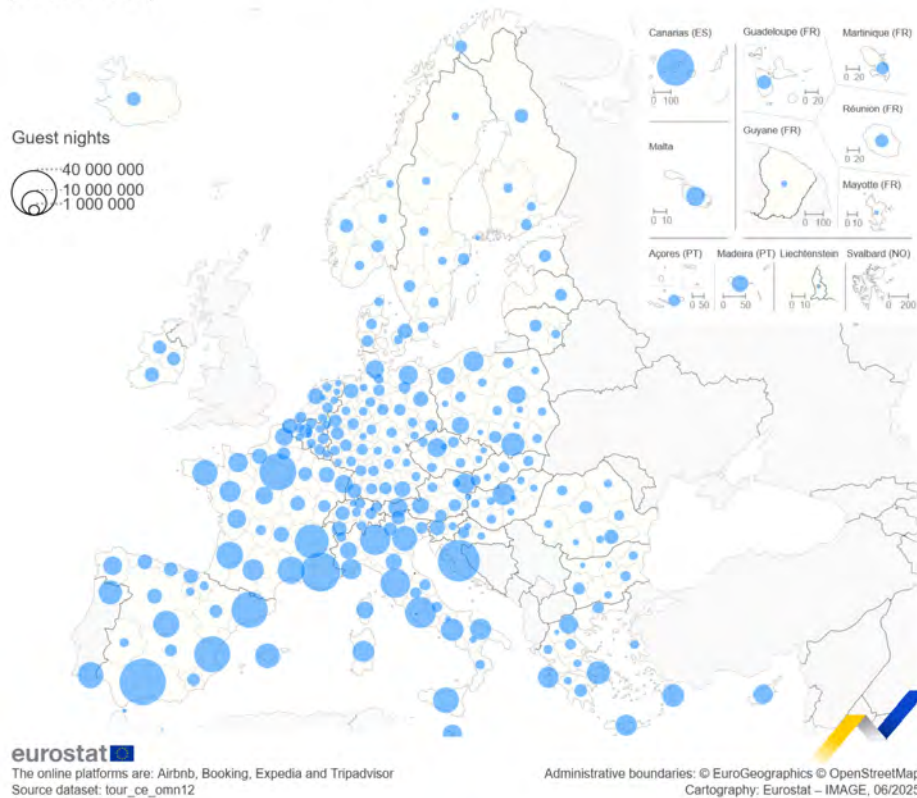 Guest nights
40 000 000
10 000 000
1 000 000
Canarias (ES)
0 100
Guadeloupe (FR)
0 20
Martinique (FR)
0 20
Réunion (FR)
0 20
Malta
0 10
Guyane (FR)
0 100
Mayotte (FR)
0 10
Açores (PT)
0 50
Madeira (PT)
0 50
Liechtenstein
0 10
Svalbard (NO)
0 200
eurostat
The online platforms are: Airbnb, Booking, Expedia and Tripadvisor
Source dataset: tour_ce_omn12
Administrative boundaries: © EuroGeographics © OpenStreetMap
Cartography: Eurostat – IMAGE, 06/2025